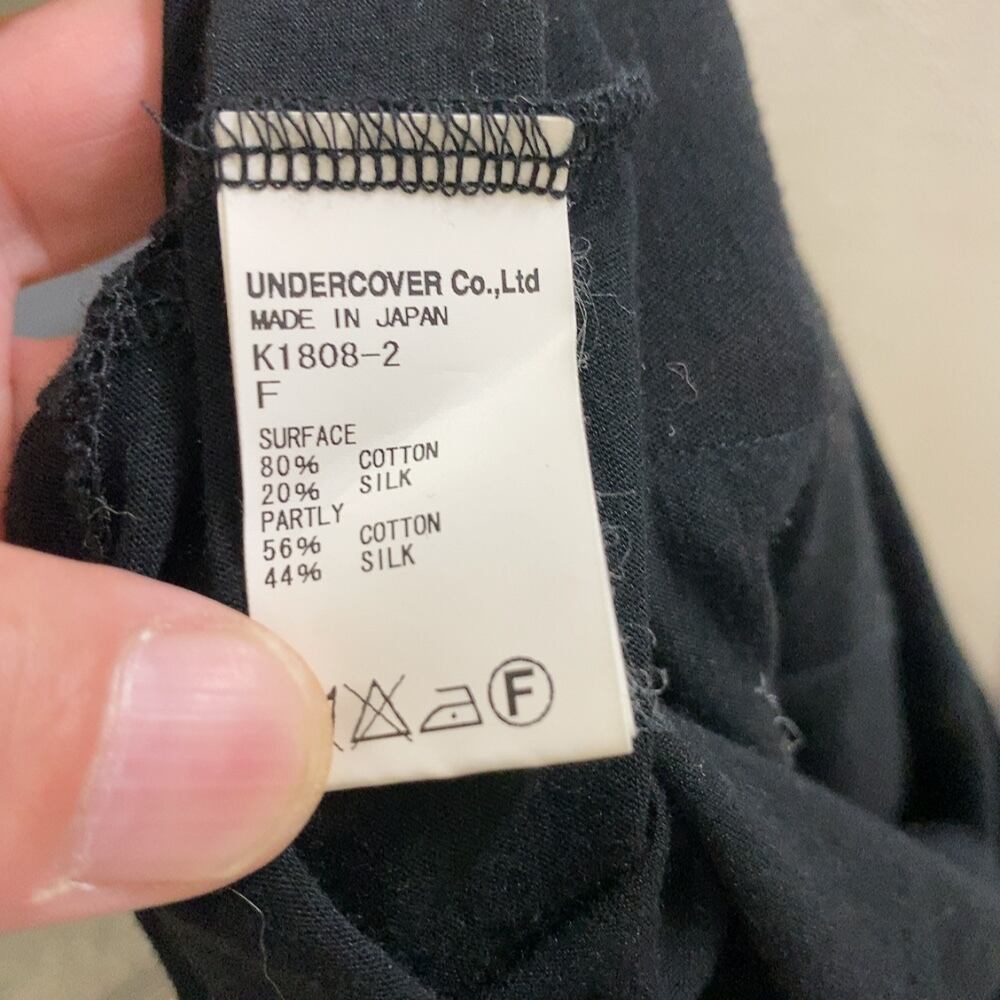 UNDERCOVER Co.,Ltd
MADE IN JAPAN
K1808-2
F
SURFACE
80% COTTON
20% SILK
PARTLY
56% COTTON
44% SILK
F